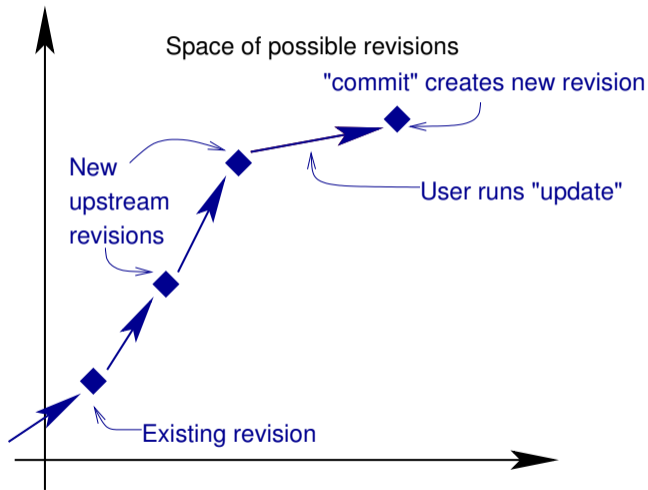 Space of possible revisions
"commit" creates new revision
New
upstream
revisions
User runs "update"
Existing revision